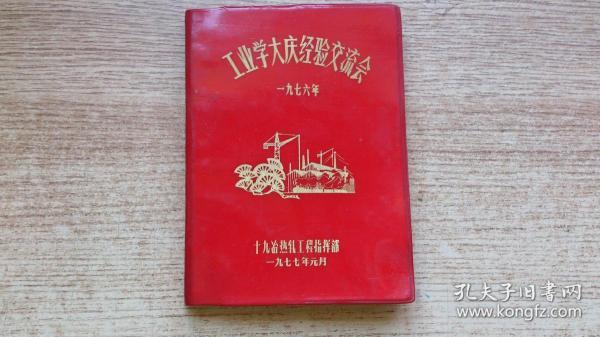 工业学大庆经验交流会
一九七六年
十九冶热轧工程指挥部
一九七七年元月
孔夫子旧书网
www.kongfz.com